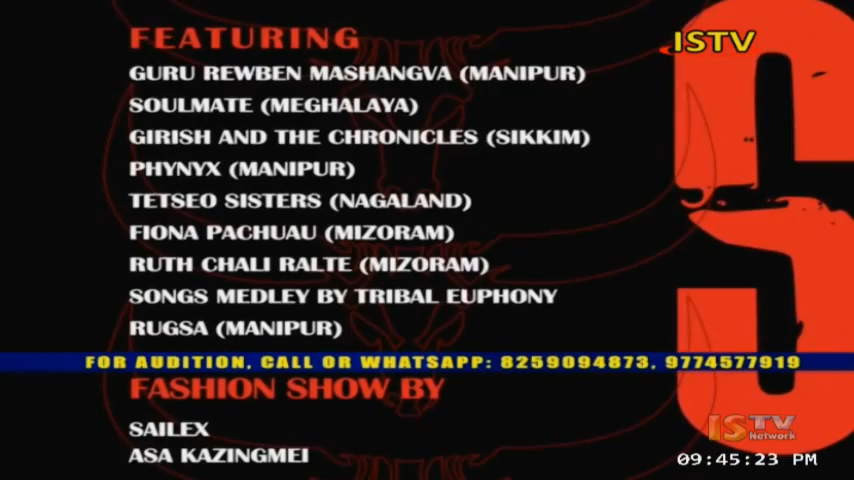 FEATURING
ISTV
GURU REWBEN MASHANGVA (MANIPUR)
SOULMATE (MEGHALAYA)
GIRISH AND THE CHRONICLES (SIKKIM)
PHYNYX (MANIPUR)
TETSEO SISTERS (NAGALAND)
FIONA PACHUAU (MIZORAM)
RUTH CHALI RALTE (MIZORAM)
SONGS MEDLEY BY TRIBAL EUPHONY
RUGSA (MANIPUR)
FOR AUDITION, CALL OR WHATSAPP: 8259094873, 9774577919
FASHION SHOW BY
SAILEX
ASA KAZINGMEI
ISTV
Network
09:45:23 PM